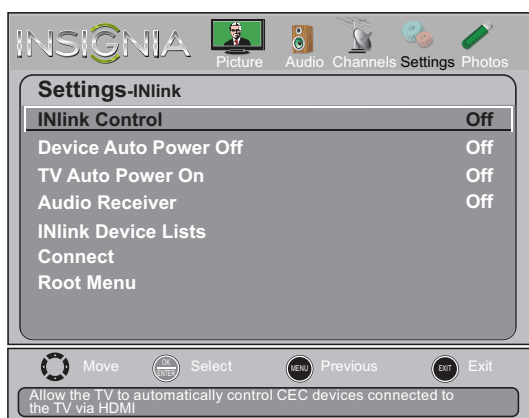 INSIGNIA
Picture Audio Channels Settings Photos
Settings-INlink
INlink Control Off
Device Auto Power Off Off
TV Auto Power On Off
Audio Receiver Off
INlink Device Lists
Connect
Root Menu
Move OK ENTER Select MENU Previous EXIT Exit
Allow the TV to automatically control CEC devices connected to
the TV via HDMI